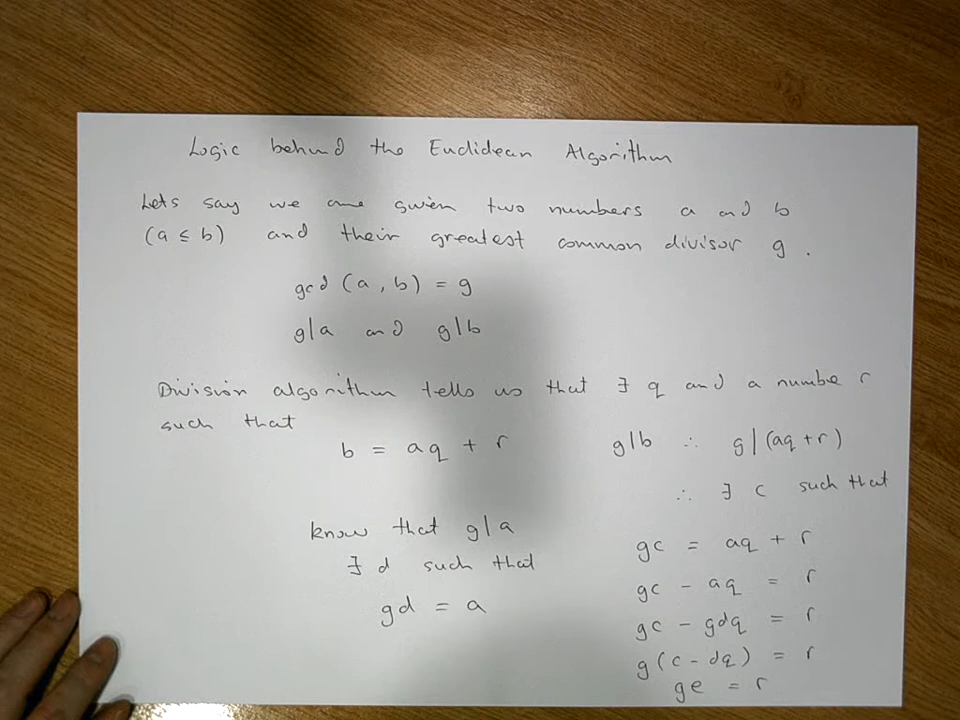 Logic behind the Euclidean Algorithm
Lets say we are given two numbers a and b
(a ≤ b) and their greatest common divisor g .
gcd (a , b) = g
g|a and g|b
Division algorithm tells us that ∃ q and a numbe r
such that
b = aq + r
g|b ∴ g|(aq + r)
∴ ∃ c such that
know that g|a
∃ d such that
gd = a
gc = aq + r
gc - aq = r
gc - gdq = r
g(c - dq) = r
ge = r